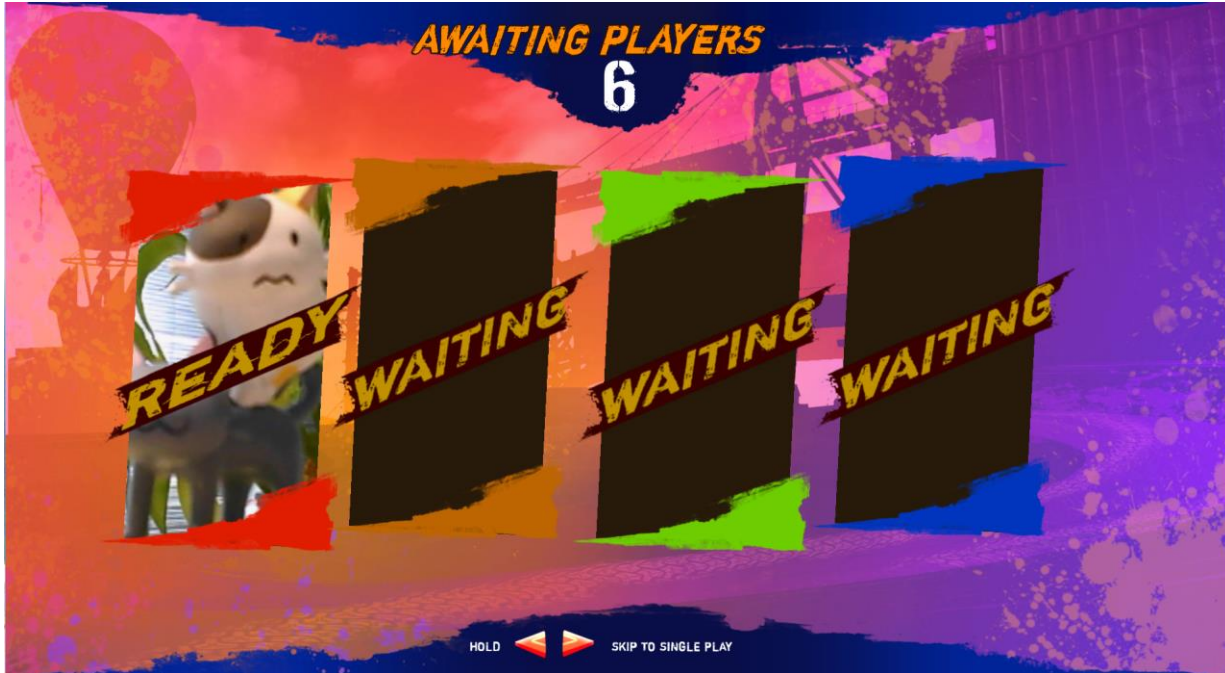 AWAITING PLAYERS
6
READY
WAITING
WAITING
WAITING
HOLD SKIP TO SINGLE PLAY